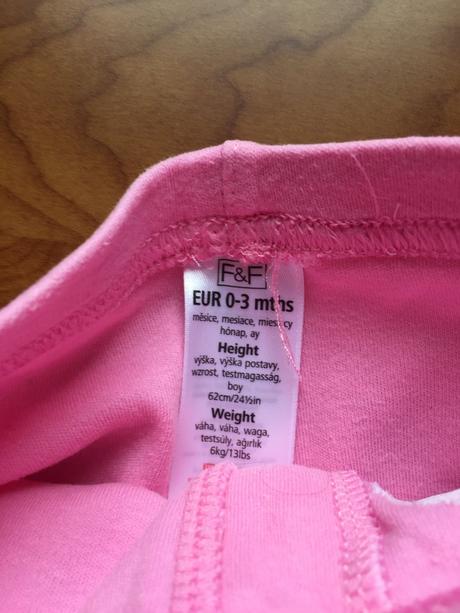 F&F
EUR 0-3 mths
měsíce, mesiace, miesiący
hónap, ay
Height
výška, výška postavy,
wzrost, testmagasság,
boy
62cm/24½in
Weight
váha, váha, waga,
testsúly, ağırlık
6kg/13lbs